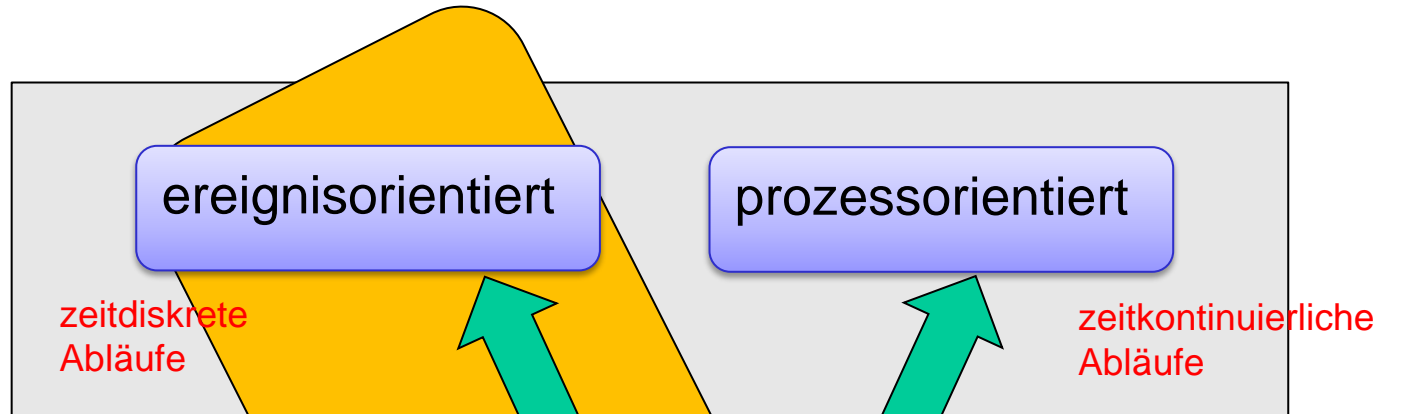 ereignisorientiert
prozessorientiert
zeitdiskrete
Abläufe
zeitkontinuierliche
Abläufe